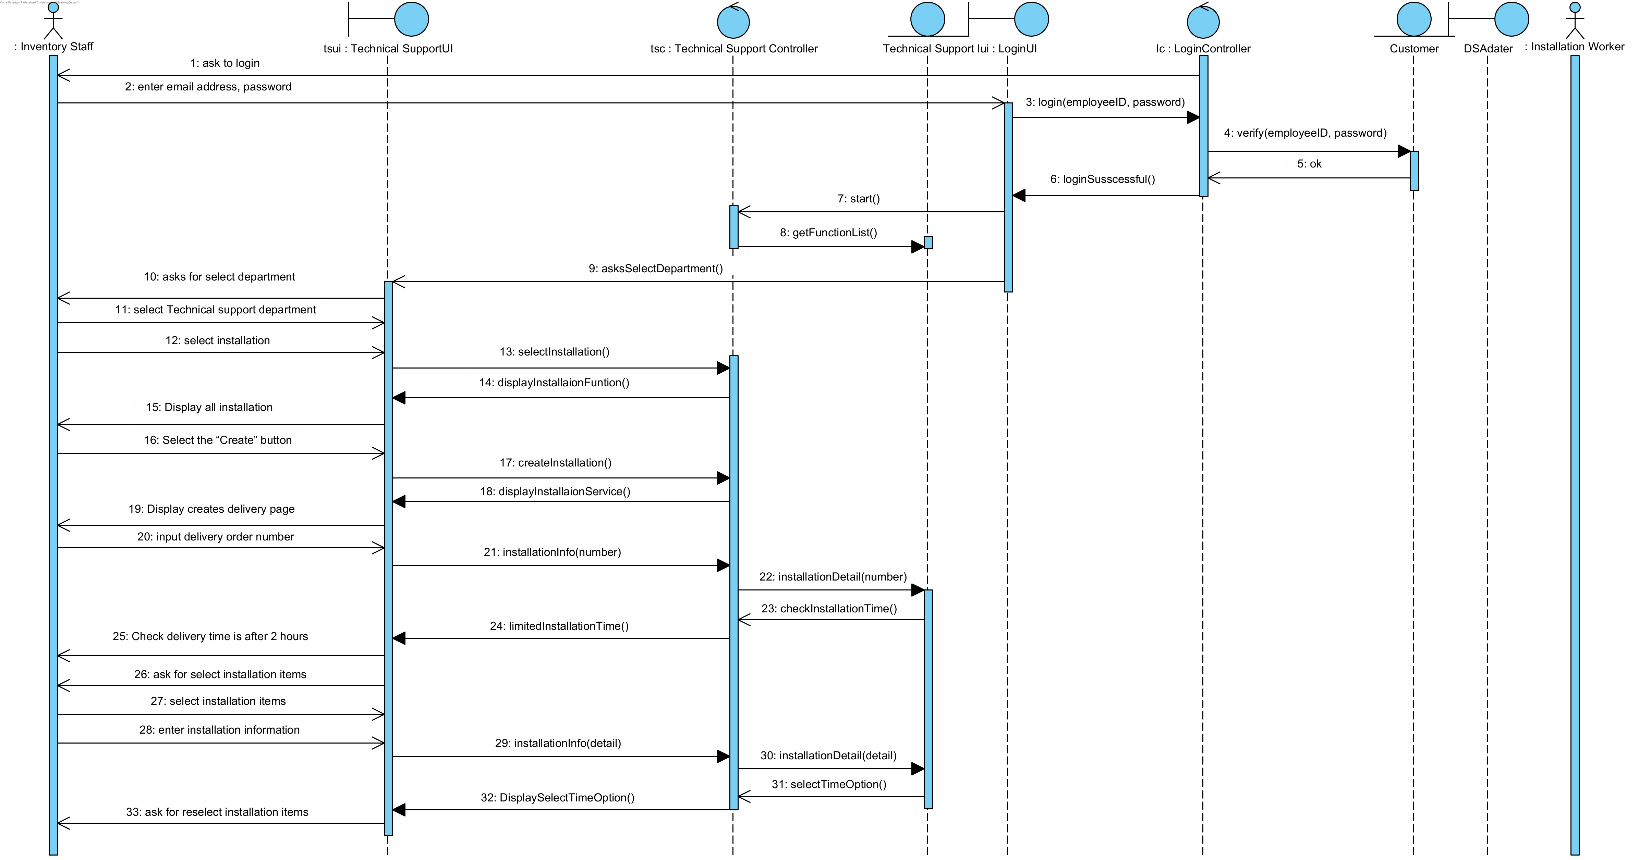 : Inventory Staff
tsui : Technical SupportUI
tsc : Technical Support Controller
Technical Support
lui : LoginUI
lc : LoginController
Customer
DSAdater
: Installation Worker
1: ask to login
2: enter email address, password
3: login(employeeID, password)
4: verify(employeeID, password)
5: ok
6: loginSusscessful()
7: start()
8: getFunctionList()
9: asksSelectDepartment()
10: asks for select department
11: select Technical support department
12: select installation
13: selectInstallation()
14: displayInstallaionFuntion()
15: Display all installation
16: Select the “Create” button
17: createInstallation()
18: displayInstallaionService()
19: Display creates delivery page
20: input delivery order number
21: installationInfo(number)
22: installationDetail(number)
23: checkInstallationTime()
24: limitedInstallationTime()
25: Check delivery time is after 2 hours
26: ask for select installation items
27: select installation items
28: enter installation information
29: installationInfo(detail)
30: installationDetail(detail)
31: selectTimeOption()
32: DisplaySelectTimeOption()
33: ask for reselect installation items